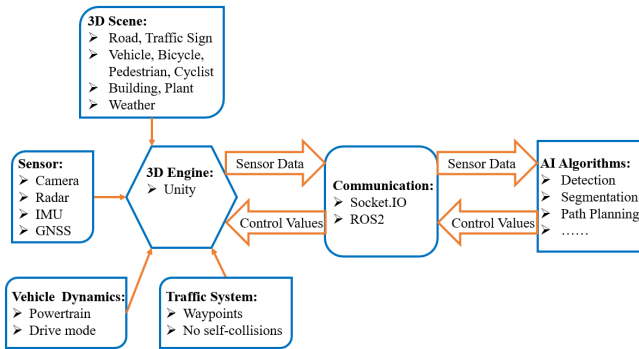 3D Scene:
➢ Road, Traffic Sign
➢ Vehicle, Bicycle,
Pedestrian, Cyclist
➢ Building, Plant
➢ Weather
Sensor:
➢ Camera
➢ Radar
➢ IMU
➢ GNSS
3D Engine:
➢ Unity
Sensor Data
Control Values
Communication:
➢ Socket.IO
➢ ROS2
Sensor Data
Control Values
AI Algorithms:
➢ Detection
➢ Segmentation
➢ Path Planning
➢ ……
Vehicle Dynamics:
➢ Powertrain
➢ Drive mode
Traffic System:
➢ Waypoints
➢ No self-collisions